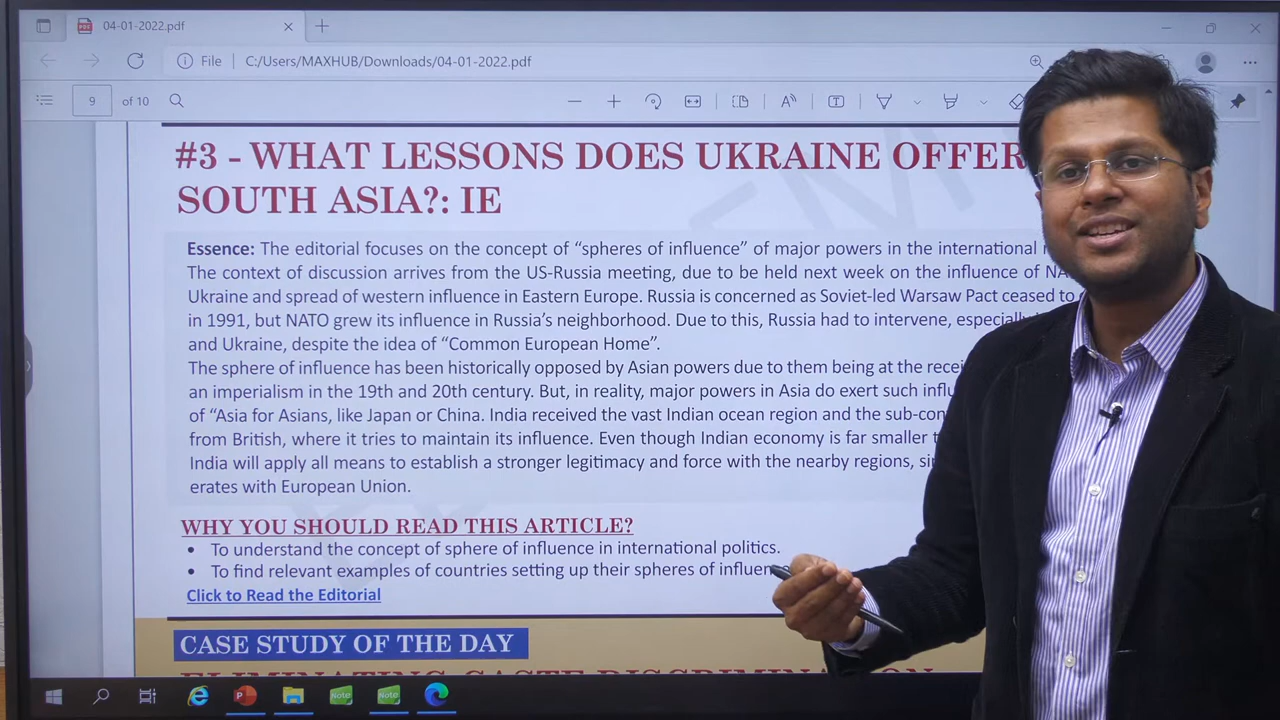 04-01-2022.pdf
File C:/Users/MAXHUB/Downloads/04-01-2022.pdf
9 of 10
#3 - WHAT LESSONS DOES UKRAINE OFFER
SOUTH ASIA?: IE
Essence: The editorial focuses on the concept of “spheres of influence” of major powers in the international
The context of discussion arrives from the US-Russia meeting, due to be held next week on the influence of
Ukraine and spread of western influence in Eastern Europe. Russia is concerned as Soviet-led Warsaw Pact ceased to
in 1991, but NATO grew its influence in Russia’s neighborhood. Due to this, Russia had to intervene, especially
and Ukraine, despite the idea of “Common European Home”.
The sphere of influence has been historically opposed by Asian powers due to them being at the
an imperialism in the 19th and 20th century. But, in reality, major powers in Asia do exert such
of “Asia for Asians, like Japan or China. India received the vast Indian ocean region and the
from British, where it tries to maintain its influence. Even though Indian economy is far smaller
India will apply all means to establish a stronger legitimacy and force with the nearby regions,
erates with European Union.
WHY YOU SHOULD READ THIS ARTICLE?
• To understand the concept of sphere of influence in international politics.
• To find relevant examples of countries setting up their spheres of
Click to Read the Editorial
CASE STUDY OF THE DAY
ELIMINATING CASTE DISCRIMINATION
Note Note